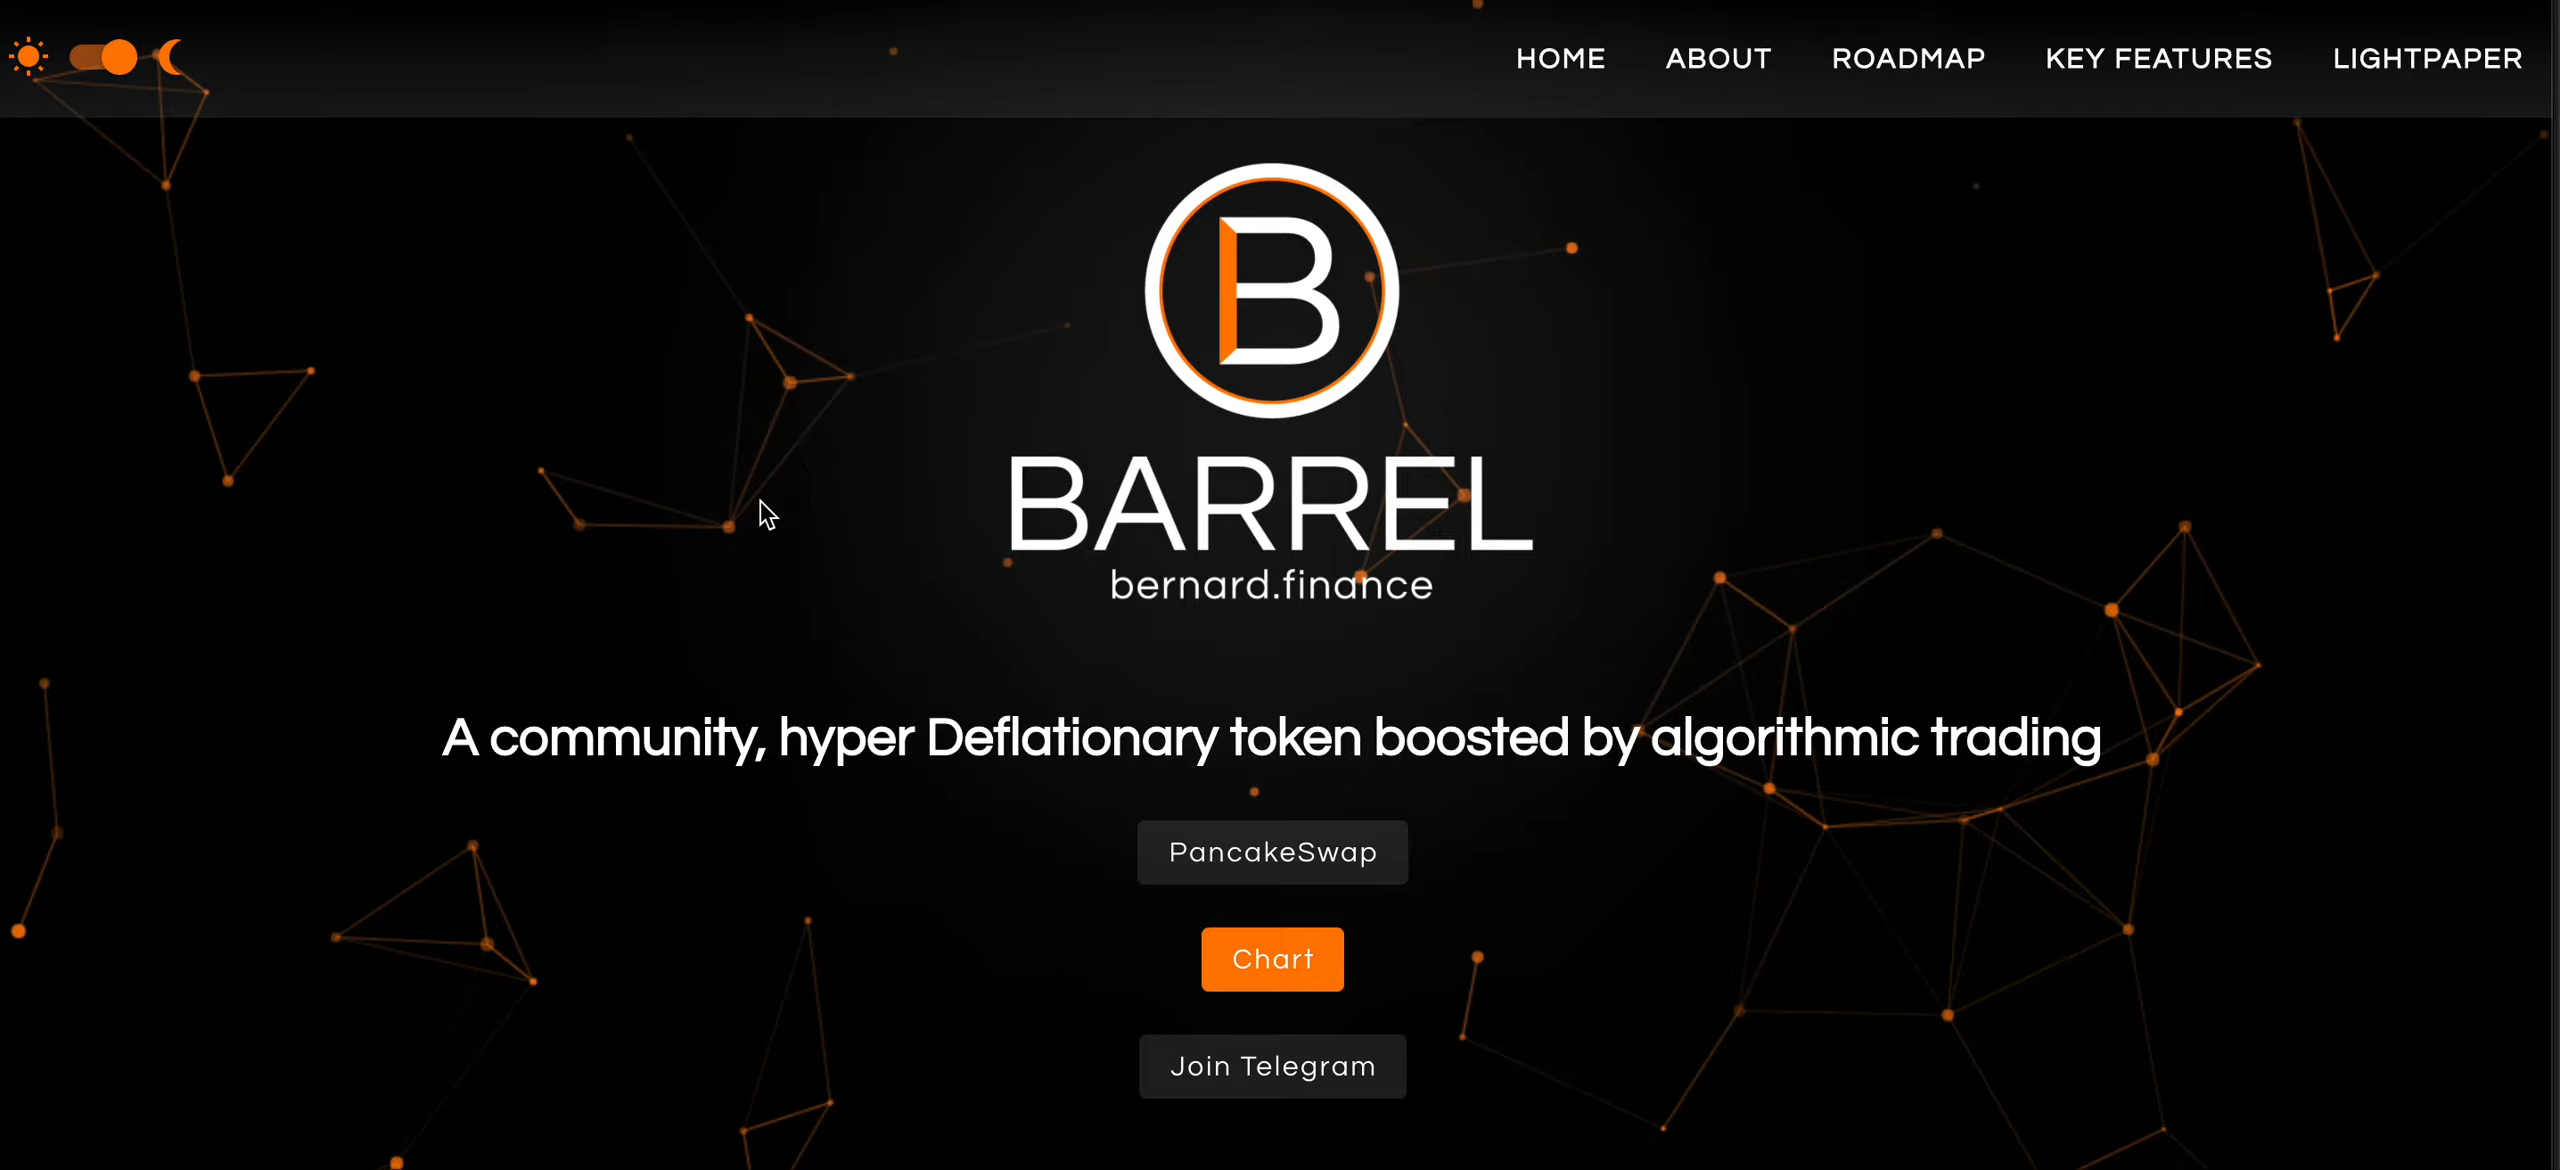 HOME ABOUT ROADMAP KEY FEATURES LIGHTPAPER
B
BARREL
bernard.finance
A community, hyper Deflationary token boosted by algorithmic trading
PancakeSwap
Chart
Join Telegram